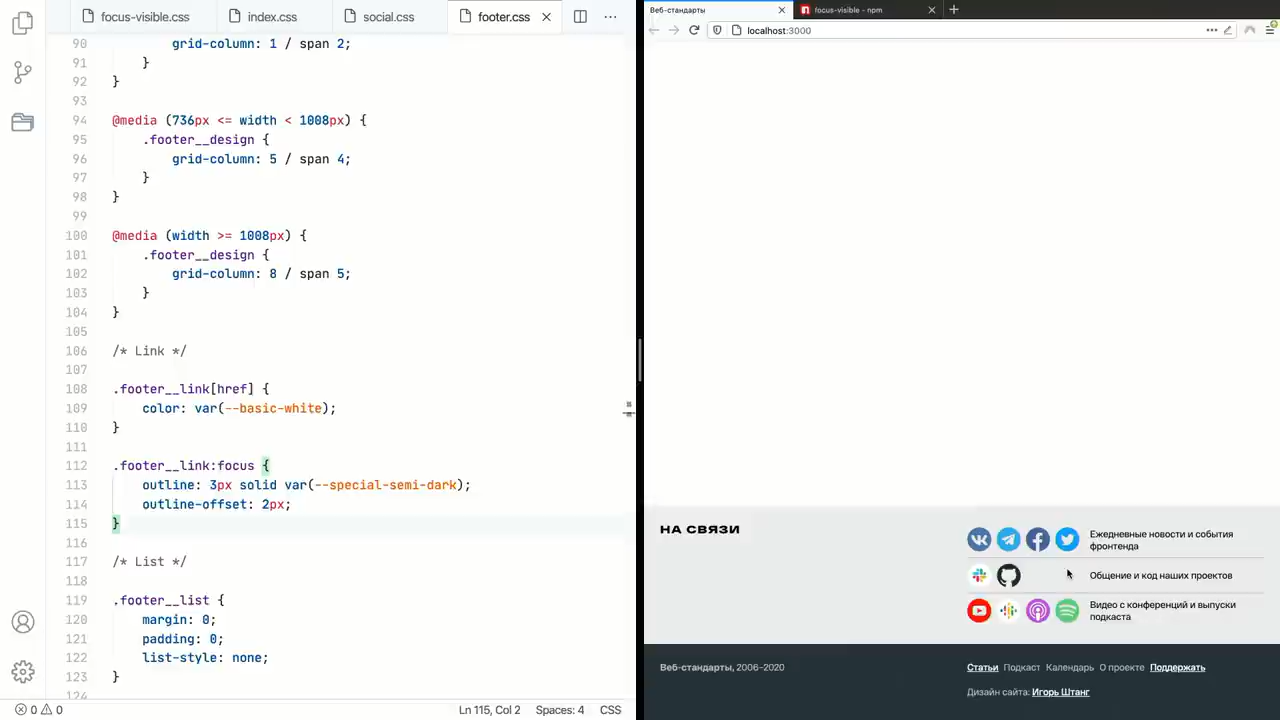 focus-visible.css
index.css
social.css
footer.css
90 grid-column: 1 / span 2;
91 }
92 }
93
94 @media (736px <= width < 1008px) {
95 .footer__design {
96 grid-column: 5 / span 4;
97 }
98 }
99
100 @media (width >= 1008px) {
101 .footer__design {
102 grid-column: 8 / span 5;
103 }
104 }
105
106 /* Link */
107
108 .footer__link[href] {
109 color: var(--basic-white);
110 }
111
112 .footer__link:focus {
113 outline: 3px solid var(--special-semi-dark);
114 outline-offset: 2px;
115 }
116
117 /* List */
118
119 .footer__list {
120 margin: 0;
121 padding: 0;
122 list-style: none;
123 }
124
0 0
Ln 115, Col 2
Spaces: 4
CSS
Веб-стандарты
focus-visible - npm
localhost:3000
НА СВЯЗИ
Ежедневные новости и события
фронтенда
Общение и код наших проектов
Видео с конференций и выпуски
подкаста
Веб-стандарты, 2006–2020
Статьи Подкаст Календарь О проекте Поддержать
Дизайн сайта: Игорь Штанг